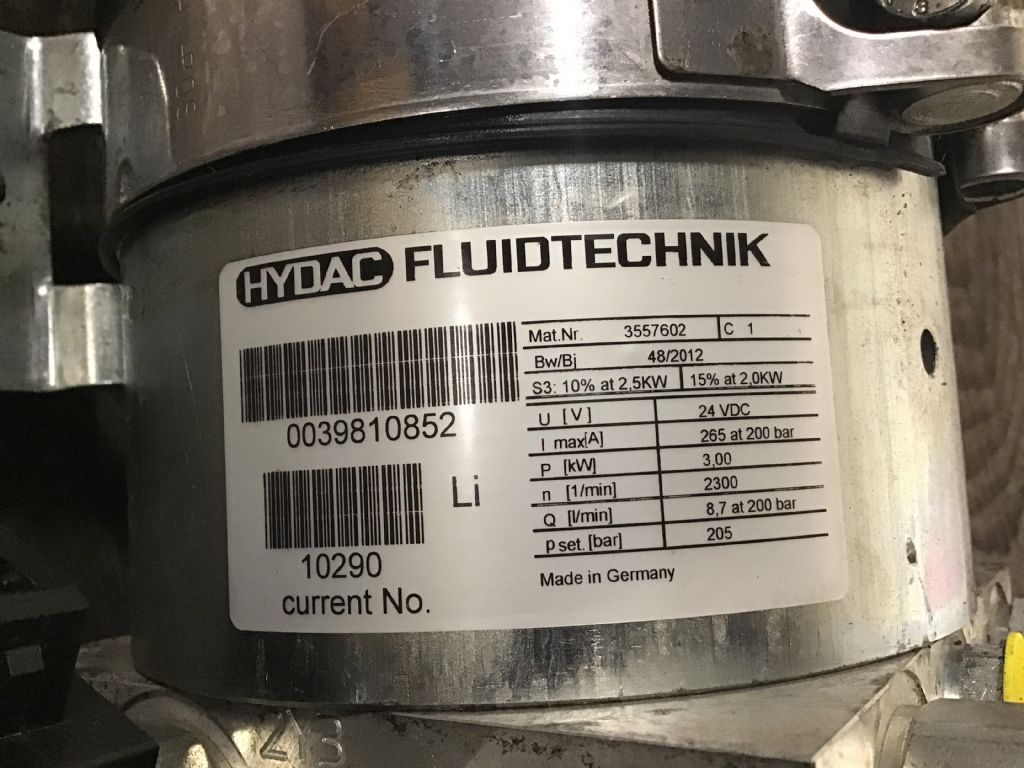 HYDAC FLUIDTECHNIK
Mat.Nr. 3557602 C 1
Bw/Bj 48/2012
S3: 10% at 2,5KW 15% at 2,0KW
U [V] 24 VDC
I max[A] 265 at 200 bar
P [kW] 3,00
n [1/min] 2300
Q [l/min] 8,7 at 200 bar
p set. [bar] 205
Made in Germany
0039810852
Li
10290
current No.